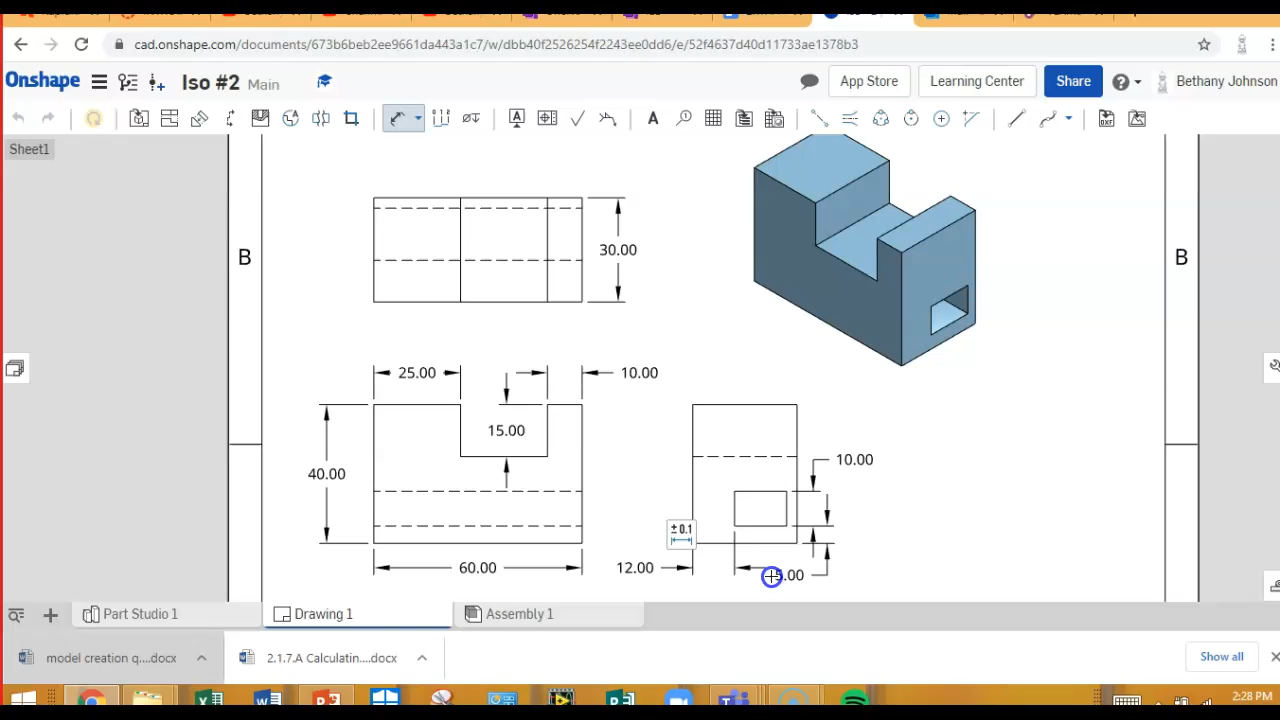 cad.onshape.com/documents/673b6beb2ee9661da443a1c7/w/dbb40f2526254f2243ee0dd6/e/52f4637d40d11733ae1378b3
Onshape Iso #2 Main App Store Learning Center Share Bethany Johnson
Sheet1
B
B
30.00
25.00
10.00
15.00
40.00
10.00
± 0.1
60.00
12.00
5.00
Part Studio 1
Drawing 1
Assembly 1
model creation q....docx
2.1.7.A Calculatin....docx
Show all
2:28 PM